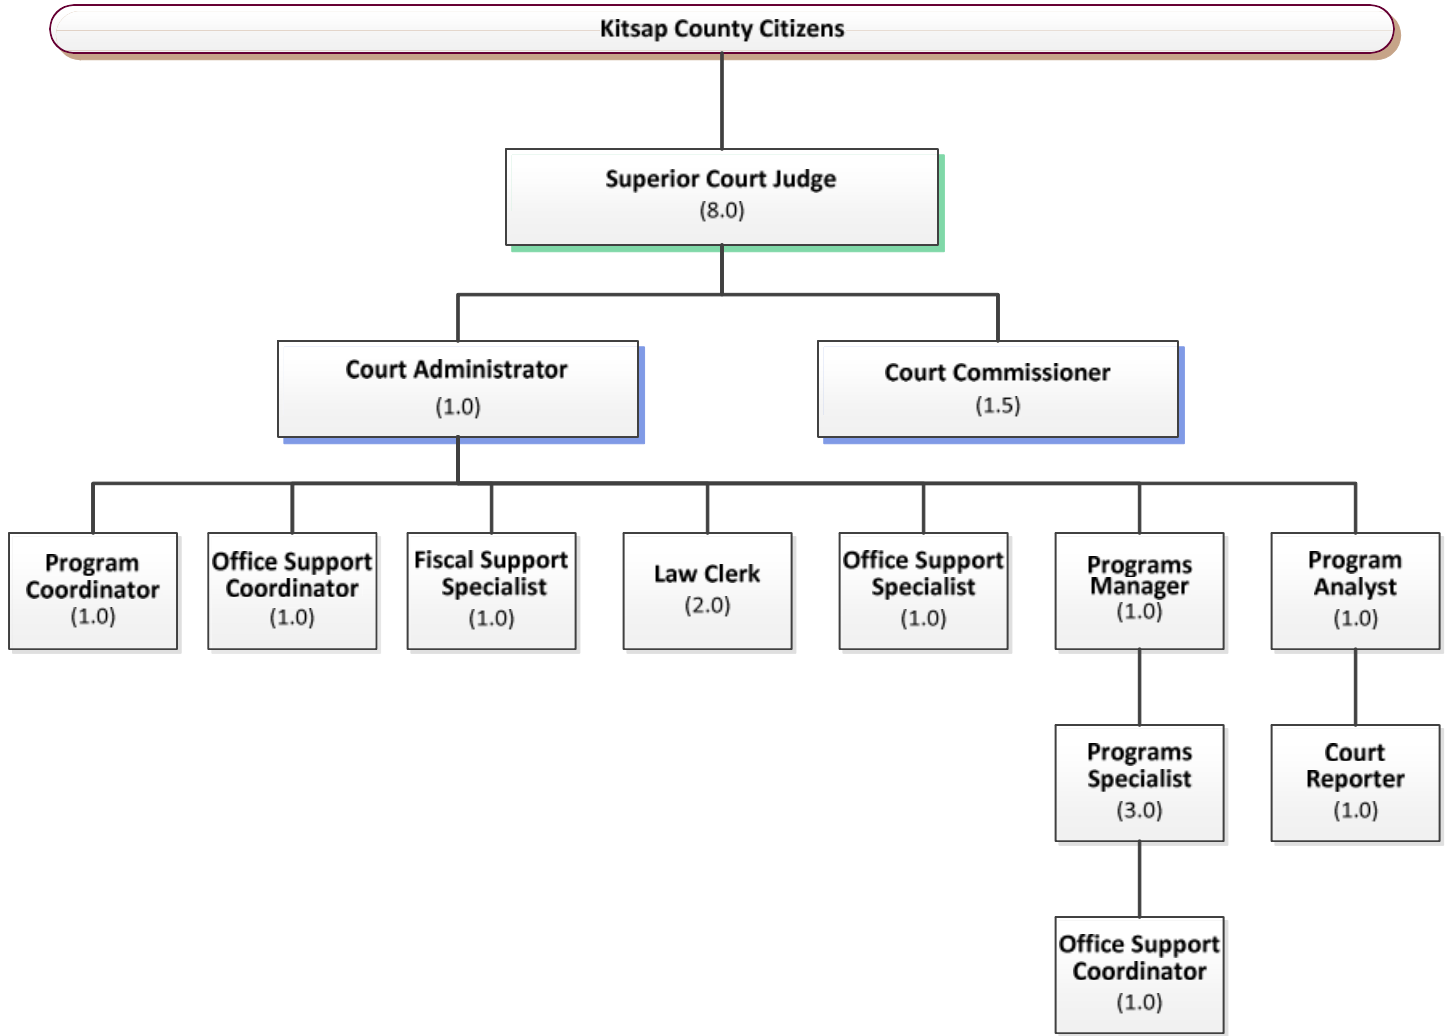 Kitsap County Citizens
Superior Court Judge
(8.0)
Court Administrator
(1.0)
Court Commissioner
(1.5)
Program
Coordinator
(1.0)
Office Support
Coordinator
(1.0)
Fiscal Support
Specialist
(1.0)
Law Clerk
(2.0)
Office Support
Specialist
(1.0)
Programs
Manager
(1.0)
Program
Analyst
(1.0)
Programs
Specialist
(3.0)
Court
Reporter
(1.0)
Office Support
Coordinator
(1.0)